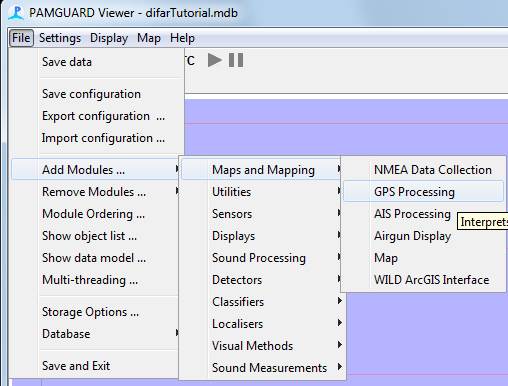 PAMGUARD Viewer - difarTutorial.mdb
File Settings Display Map Help
Save data
Save configuration
Export configuration ...
Import configuration ...
Add Modules ...
Remove Modules ...
Module Ordering ...
Show object list ...
Show data model ...
Multi-threading ...
Storage Options ...
Database
Save and Exit
Maps and Mapping
Utilities
Sensors
Displays
Sound Processing
Detectors
Classifiers
Localisers
Visual Methods
Sound Measurements
NMEA Data Collection
GPS Processing
AIS Processing
Airgun Display
Map
WILD ArcGIS Interface
Interprets